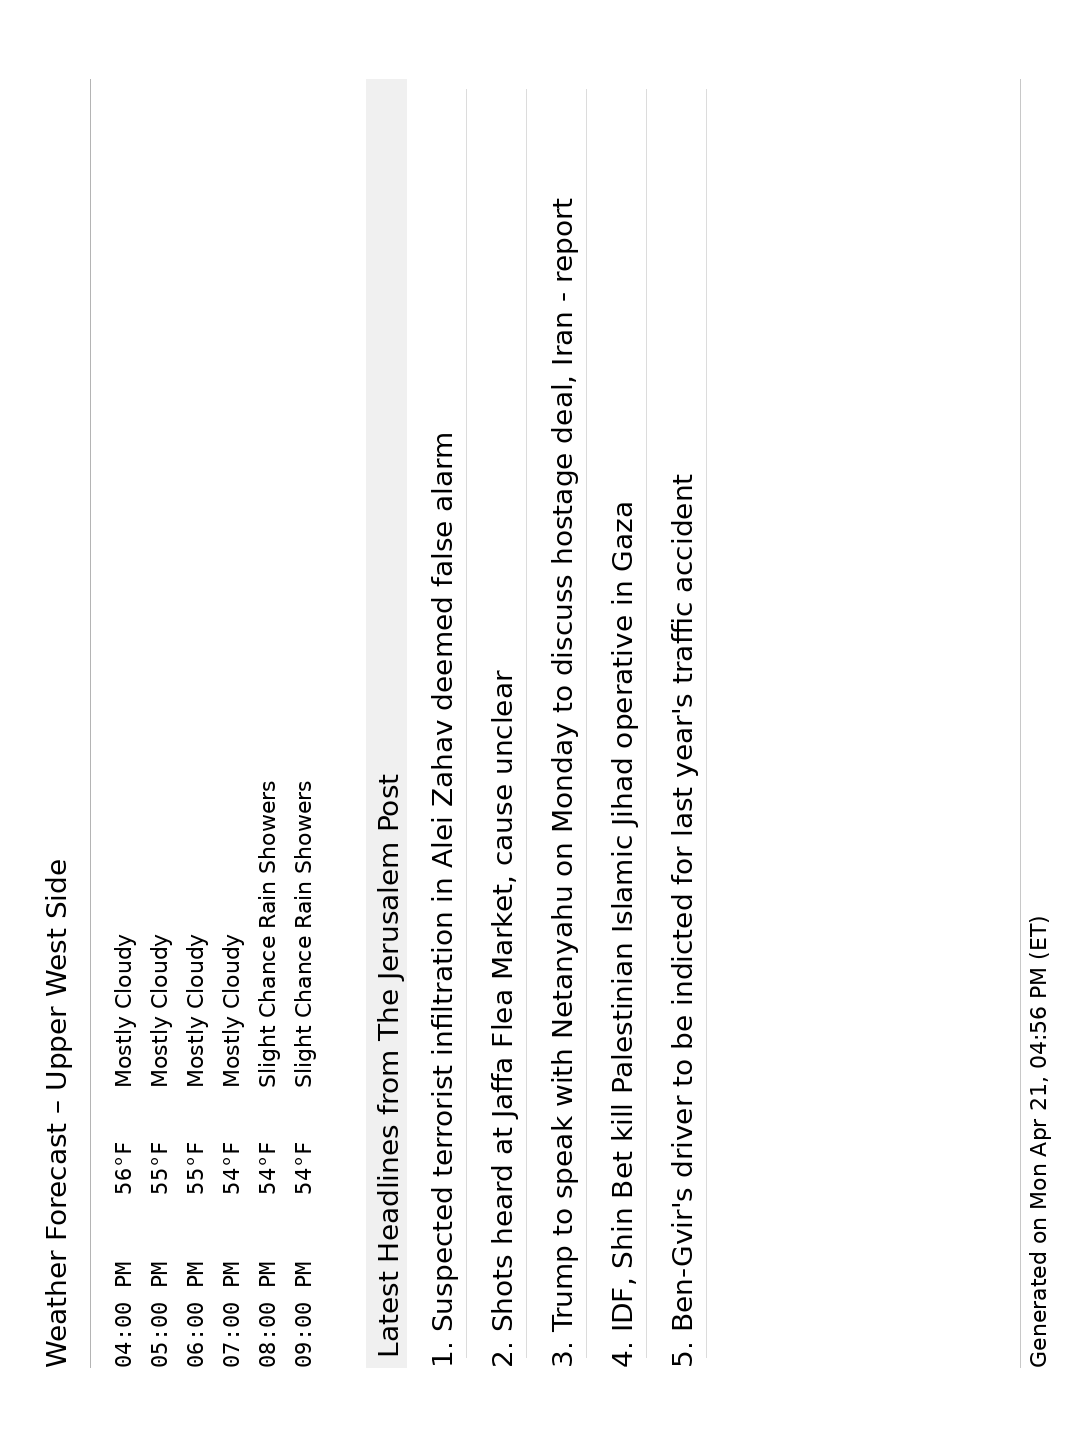 Weather Forecast – Upper West Side
04:00 PM 56°F Mostly Cloudy
05:00 PM 55°F Mostly Cloudy
06:00 PM 55°F Mostly Cloudy
07:00 PM 54°F Mostly Cloudy
08:00 PM 54°F Slight Chance Rain Showers
09:00 PM 54°F Slight Chance Rain Showers
Latest Headlines from The Jerusalem Post
1. Suspected terrorist infiltration in Alei Zahav deemed false alarm
2. Shots heard at Jaffa Flea Market, cause unclear
3. Trump to speak with Netanyahu on Monday to discuss hostage deal, Iran - report
4. IDF, Shin Bet kill Palestinian Islamic Jihad operative in Gaza
5. Ben-Gvir's driver to be indicted for last year's traffic accident
Generated on Mon Apr 21, 04:56 PM (ET)